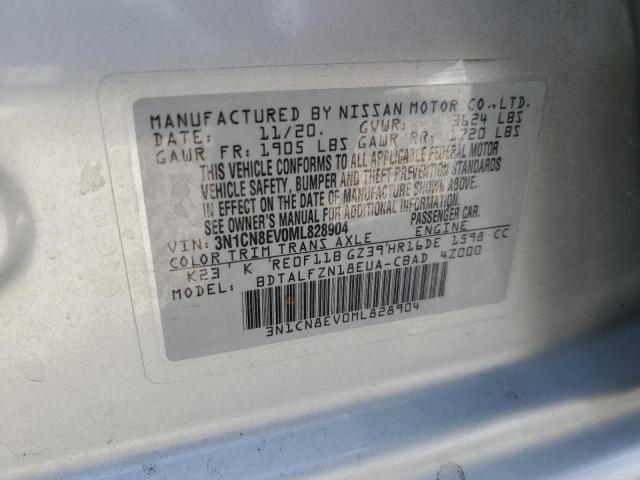 MANUFACTURED BY NISSAN MOTOR CO.,LTD.
DATE: 11/20. GVWR: 3624 LBS
GAWR FR: 1905 LBS GAWR RR: 1720 LBS
THIS VEHICLE CONFORMS TO ALL APPLICABLE FEDERAL MOTOR
VEHICLE SAFETY, BUMPER AND THEFT PREVENTION STANDARDS
IN EFFECT ON THE DATE OF MANUFACTURE SHOWN ABOVE.
SEE OWNER'S MANUAL FOR ADDITIONAL INFORMATION.
VIN: 3N1CN8EV0ML828904 PASSENGER CAR
COLOR TRIM TRANS AXLE ENGINE
K23 K RE0F11B GZ39 HR16DE 1598 CC
MODEL: BDTALFZN18EUA-CBAD 4Z000
3N1CN8EV0ML828904